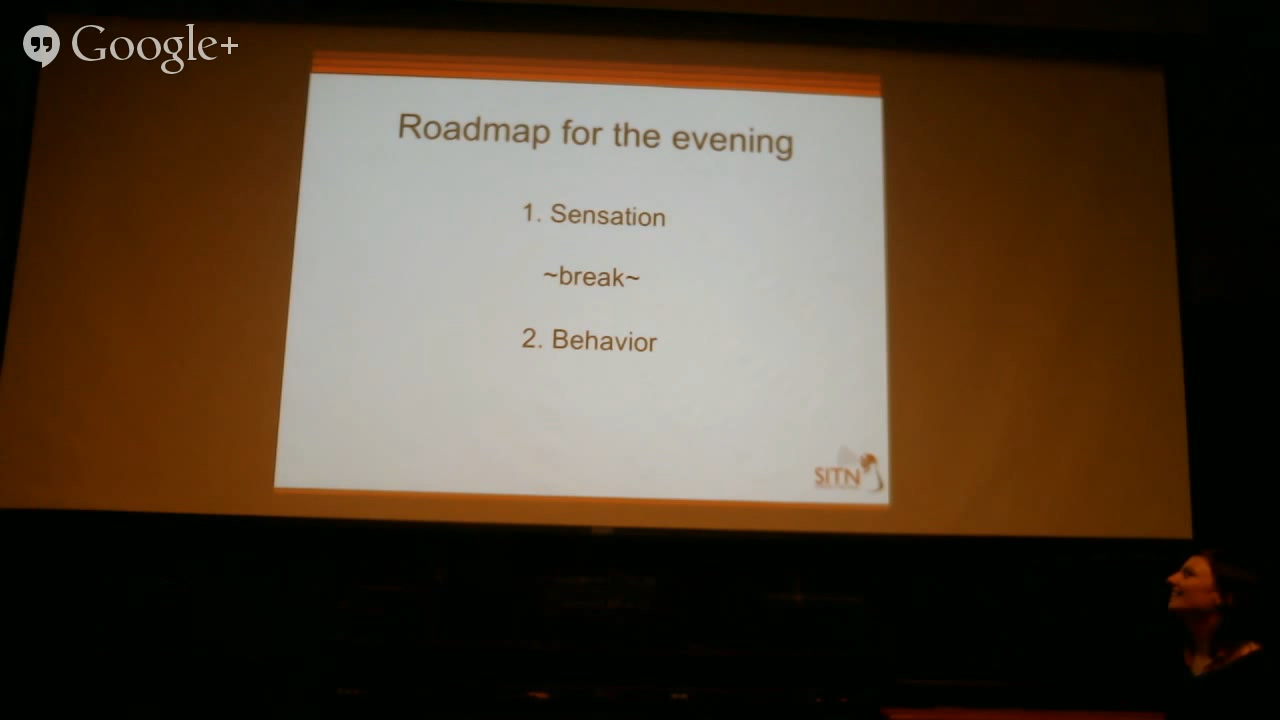 Google+
Roadmap for the evening
1. Sensation
~break~
2. Behavior
SITN